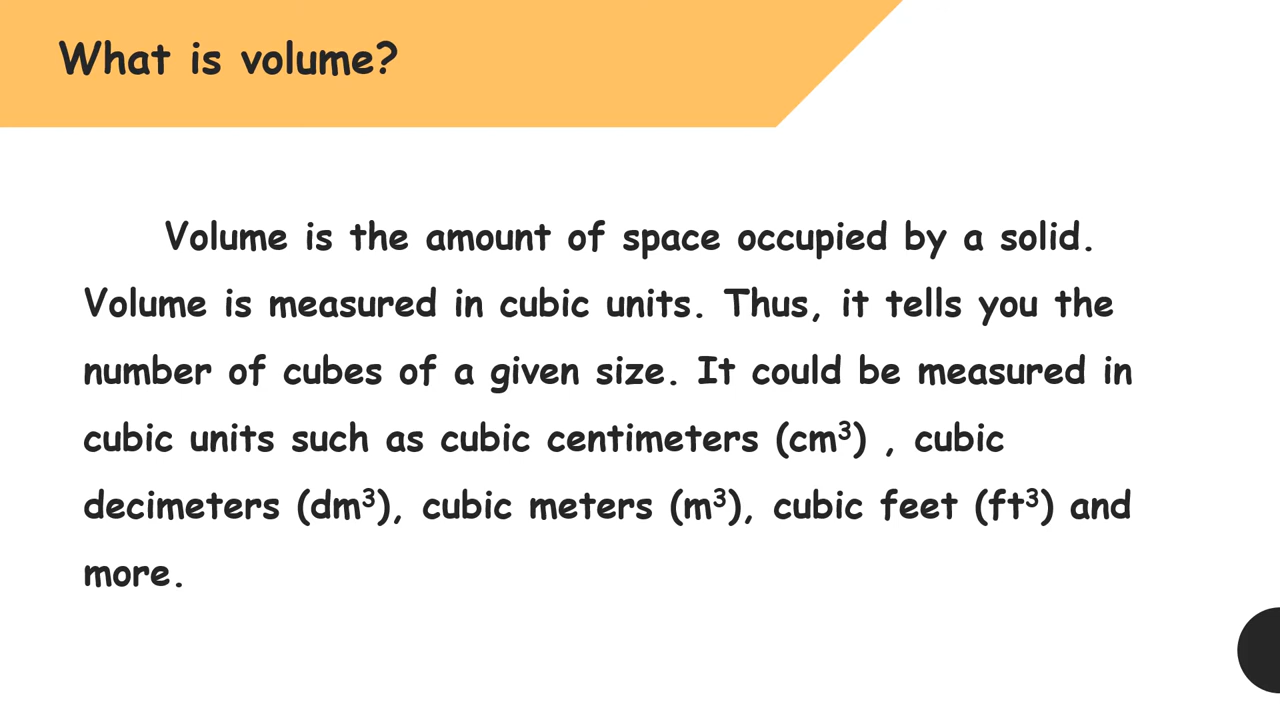 What is volume?
Volume is the amount of space occupied by a solid.
Volume is measured in cubic units. Thus, it tells you the
number of cubes of a given size. It could be measured in
cubic units such as cubic centimeters (cm³) , cubic
decimeters (dm³), cubic meters (m³), cubic feet (ft³) and
more.